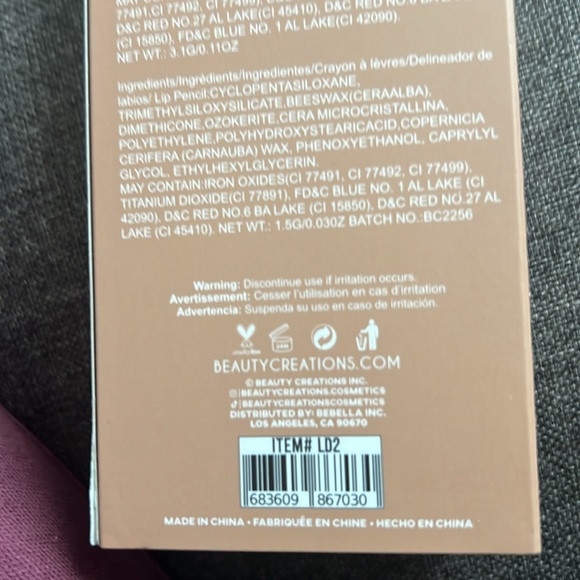 77491, CI 77492, CI 77499),
D&C RED NO.27 AL LAKE(CI 45410), D&C RED NO.6 BA
(CI 15850), FD&C BLUE NO. 1 AL LAKE(CI 42090).
NET WT.: 3.1G/0.11OZ
Ingredients/Ingrédients/Ingredientes/Crayon à lèvres/Delineador de
labios/ Lip Pencil:CYCLOPENTASILOXANE,
TRIMETHYLSILOXYSILICATE,BEESWAX(CERAALBA),
DIMETHICONE,OZOKERITE,CERA MICROCRISTALLINA,
POLYETHYLENE,POLYHYDROXYSTEARICACID,COPERNICIA
CERIFERA (CARNAUBA) WAX, PHENOXYETHANOL, CAPRYLYL
GLYCOL, ETHYLHEXYLGLYCERIN.
MAY CONTAIN:IRON OXIDES(CI 77491, CI 77492, CI 77499),
TITANIUM DIOXIDE(CI 77891), FD&C BLUE NO. 1 AL LAKE (CI
42090), D&C RED NO.6 BA LAKE (CI 15850), D&C RED NO.27 AL
LAKE (CI 45410). NET WT.: 1.5G/0.03OZ BATCH NO.:BC2256
Warning: Discontinue use if irritation occurs.
Avertissement: Cesser l'utilisation en cas d'irritation
Advertencia: Suspenda su uso en caso de irritación.
BEAUTYCREATIONS.COM
© BEAUTY CREATIONS INC.
BEAUTYCREATIONS.COSMETICS
BEAUTYCREATIONSCOSMETICS
DISTRIBUTED BY: BEBELLA INC.
LOS ANGELES, CA 90670
ITEM# LD2
683609 867030
MADE IN CHINA • FABRIQUÉE EN CHINE • HECHO EN CHINA